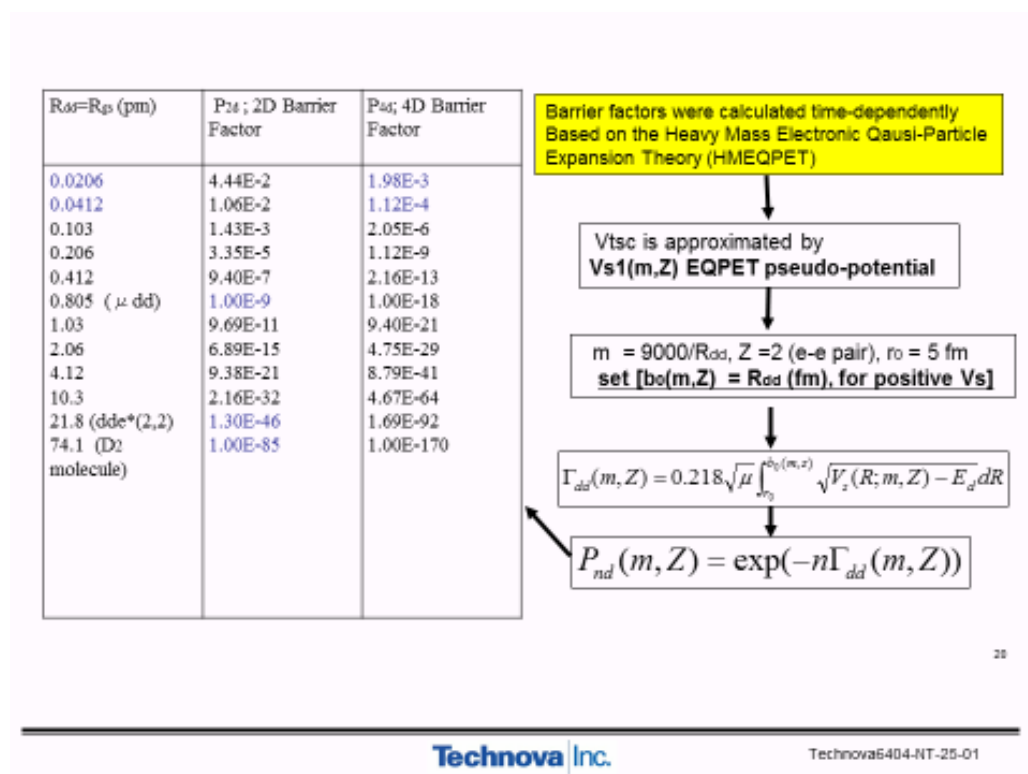 Rdd=Rgs (pm)
P2d ; 2D Barrier Factor
P4d; 4D Barrier Factor
0.0206 4.44E-2 1.98E-3
0.0412 1.06E-2 1.12E-4
0.103 1.43E-3 2.05E-6
0.206 3.35E-5 1.12E-9
0.412 9.40E-7 2.16E-13
0.805 ( μ dd) 1.00E-9 1.00E-18
1.03 9.69E-11 9.40E-21
2.06 6.89E-15 4.75E-29
4.12 9.38E-21 8.79E-41
10.3 2.16E-32 4.67E-64
21.8 (dde*(2,2) 1.30E-46 1.69E-92
74.1 (D2 molecule) 1.00E-85 1.00E-170
Barrier factors were calculated time-dependently
Based on the Heavy Mass Electronic Qausi-Particle
Expansion Theory (HMEQPET)
Vtsc is approximated by
Vs1(m,Z) EQPET pseudo-potential
m = 9000/Rdd, Z =2 (e-e pair), r0 = 5 fm
set [b0(m,Z) = Rdd (fm), for positive Vs]
Γdd(m,Z) = 0.218√μ ∫r0 b0(m,z) √Vs(R;m,Z) − Ed dR
Pnd(m,Z) = exp(−nΓdd(m,Z))
20
Technova Inc.
Technova6404-NT-25-01